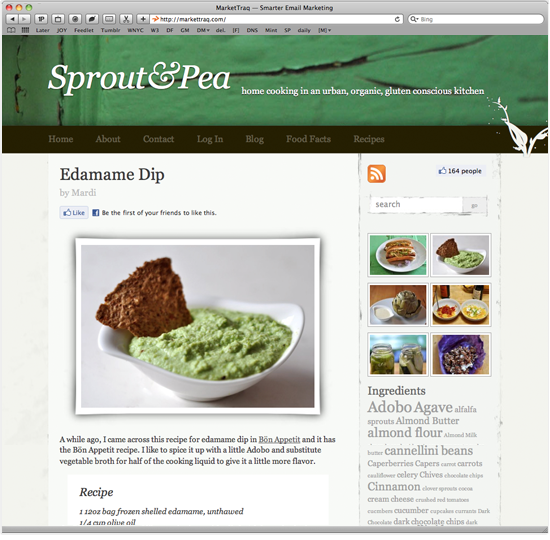 MarketTraq — Smarter Email Marketing
http://markettraq.com/
Bing
Later JOY Feedlet Tumblr WNYC W3 DF GC GM DM+ del. [F] DM DF GC Mint SP daily [M]
Sprout&Pea
home cooking in an urban, organic, gluten conscious kitchen
Home About Contact Log In Blog Food Facts Recipes
Edamame Dip
by Mardi
Like Be the first of your friends to like this.
164 people
search go
A while ago, I came across this recipe for edamame dip in Bön Appetit and it has
the Bön Appetit recipe. I like to spice it up with a little Adobo and substitute
vegetable broth for half of the cooking liquid to give it a little more flavor.
Recipe
1 12oz bag frozen shelled edamame, unthawed
1/4 cup olive oil
Ingredients
Adobo Agave alfalfa
sprouts Almond Butter
almond flour Almond Milk
butter cannellini beans
Caperberries Capers carrot carrots
cauliflower celery Chives chocolate chips
Cinnamon clover sprouts cocoa
cream cheese crushed red tomatoes
cucumbers cucumber cupcakes currants Dark
Chocolate dark chocolate chips dark